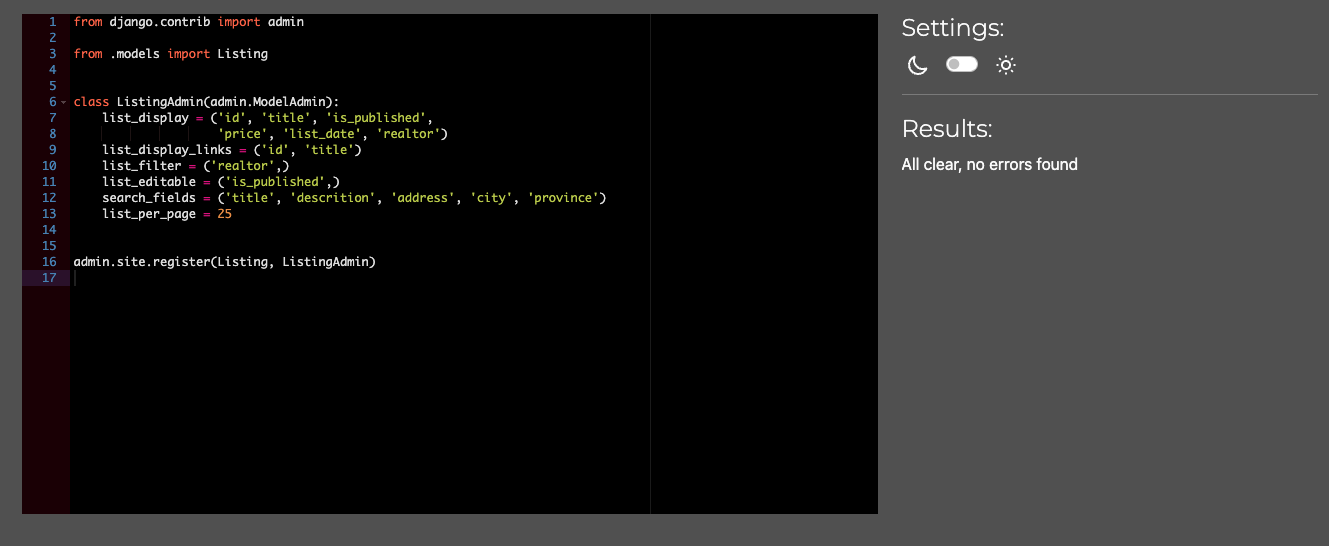 1 from django.contrib import admin
2
3 from .models import Listing
4
5
6 class ListingAdmin(admin.ModelAdmin):
7     list_display = ('id', 'title', 'is_published',
8                     'price', 'list_date', 'realtor')
9     list_display_links = ('id', 'title')
10     list_filter = ('realtor',)
11     list_editable = ('is_published',)
12     search_fields = ('title', 'descrition', 'address', 'city', 'province')
13     list_per_page = 25
14
15
16 admin.site.register(Listing, ListingAdmin)
17
Settings:
Results:
All clear, no errors found